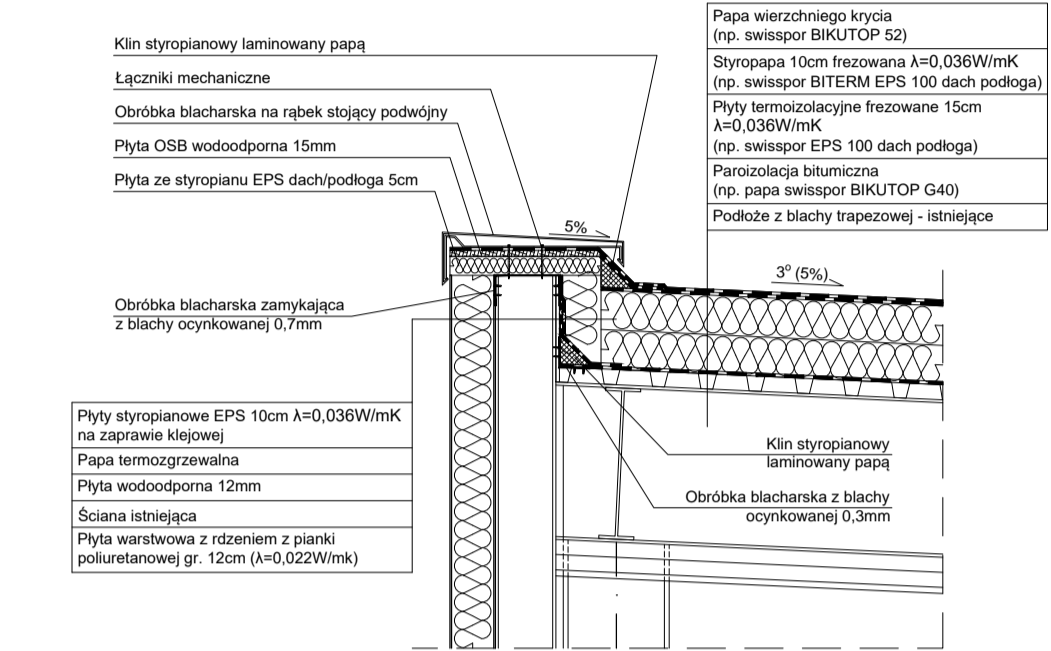 Klin styropianowy laminowany papą
Łączniki mechaniczne
Obróbka blacharska na rąbek stojący podwójny
Płyta OSB wodoodporna 15mm
Płyta ze styropianu EPS dach/podłoga 5cm
Papa wierzchniego krycia
(np. swisspor BIKUTOP 52)
Styropapa 10cm frezowana λ=0,036W/mK
(np. swisspor BITERM EPS 100 dach podłoga)
Płyty termoizolacyjne frezowane 15cm
λ=0,036W/mK
(np. swisspor EPS 100 dach podłoga)
Paroizolacja bitumiczna
(np. papa swisspor BIKUTOP G40)
Podłoże z blachy trapezowej - istniejące
5%
3° (5%)
Obróbka blacharska zamykająca
z blachy ocynkowanej 0,7mm
Płyty styropianowe EPS 10cm λ=0,036W/mK
na zaprawie klejowej
Papa termozgrzewalna
Płyta wodoodporna 12mm
Ściana istniejąca
Płyta warstwowa z rdzeniem z pianki
poliuretanowej gr. 12cm (λ=0,022W/mk)
Klin styropianowy
laminowany papą
Obróbka blacharska z blachy
ocynkowanej 0,3mm